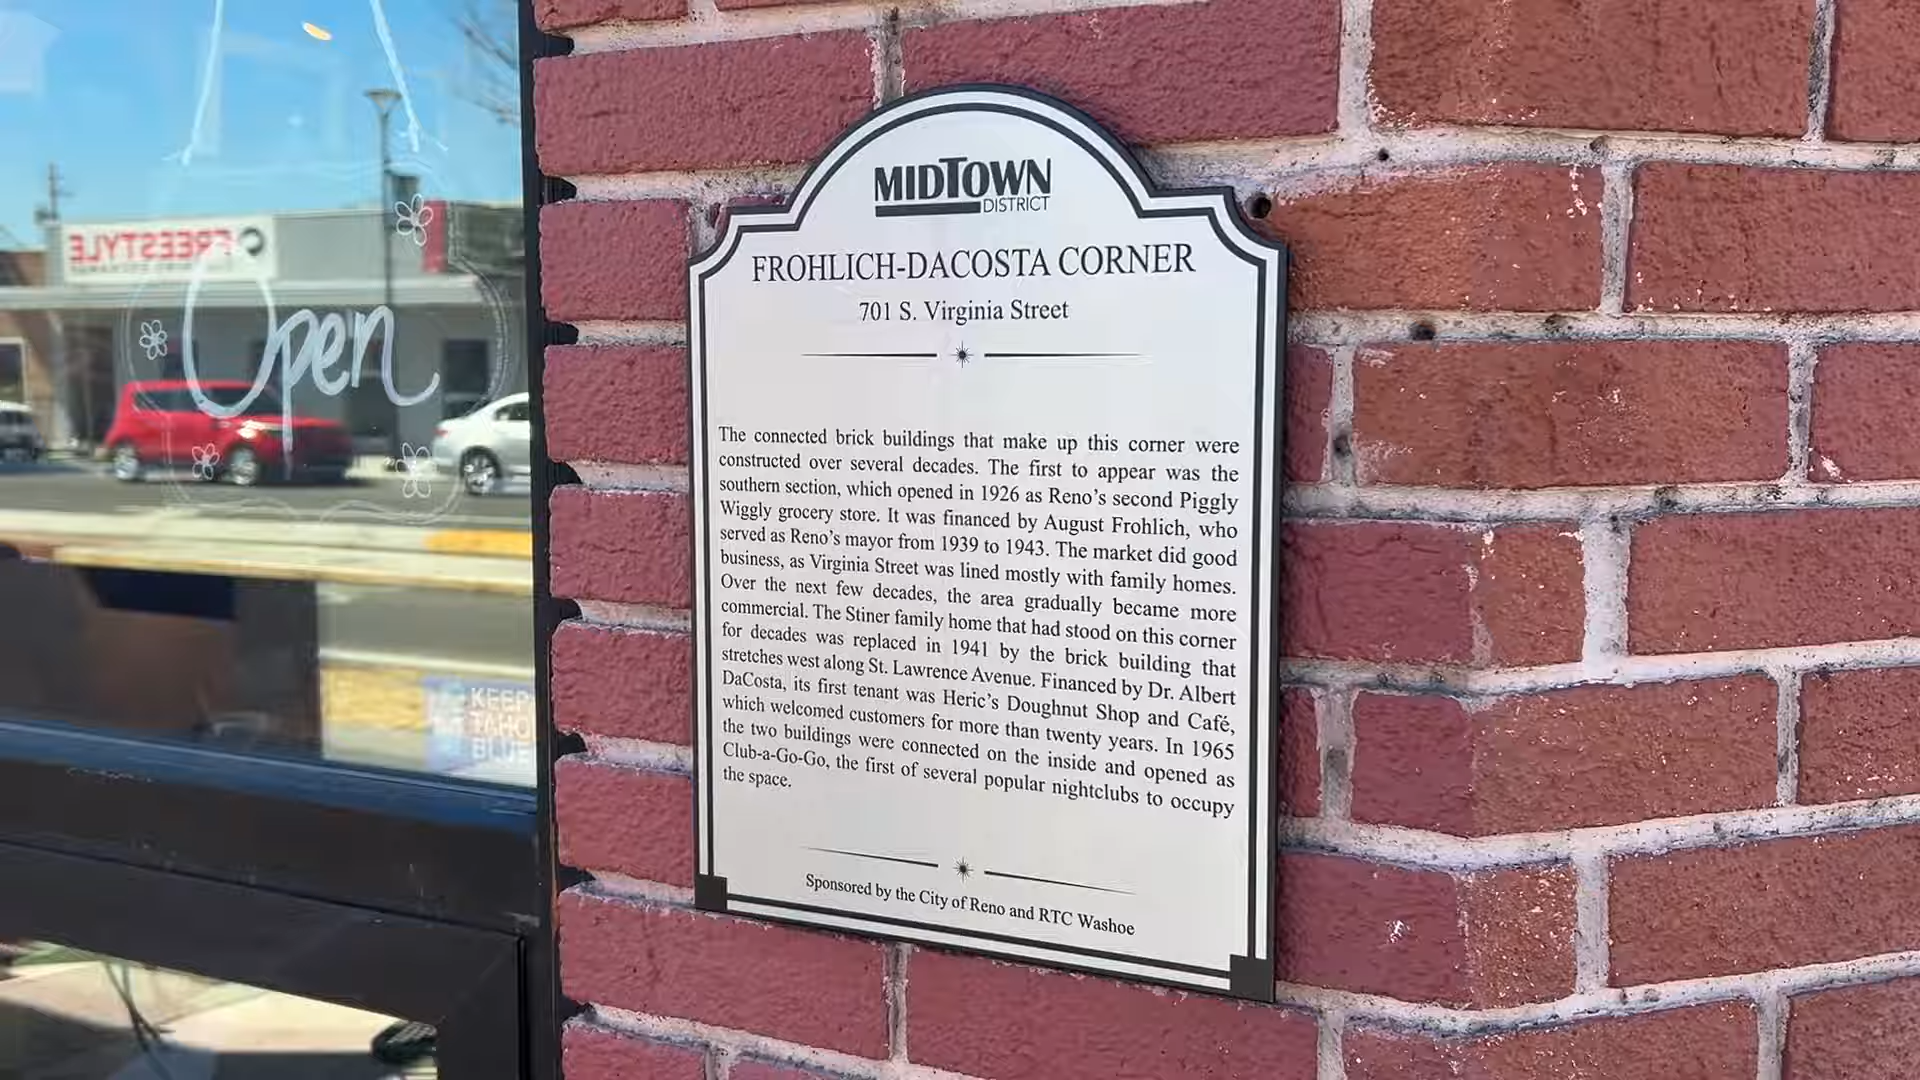 MIDTOWN
DISTRICT
FROHLICH-DACOSTA CORNER
701 S. Virginia Street
The connected brick buildings that make up this corner were
constructed over several decades. The first to appear was the
southern section, which opened in 1926 as Reno's second Piggly
Wiggly grocery store. It was financed by August Frohlich, who
served as Reno's mayor from 1939 to 1943. The market did good
business, as Virginia Street was lined mostly with family homes.
Over the next few decades, the area gradually became more
commercial. The Stiner family home that had stood on this corner
for decades was replaced in 1941 by the brick building that
stretches west along St. Lawrence Avenue. Financed by Dr. Albert
DaCosta, its first tenant was Heric's Doughnut Shop and Café,
which welcomed customers for more than twenty years. In 1965
the two buildings were connected on the inside and opened as
Club-a-Go-Go, the first of several popular nightclubs to occupy
the space.
Sponsored by the City of Reno and RTC Washoe
FREESTYLE
Open
KEEP
TAHO
BLUE